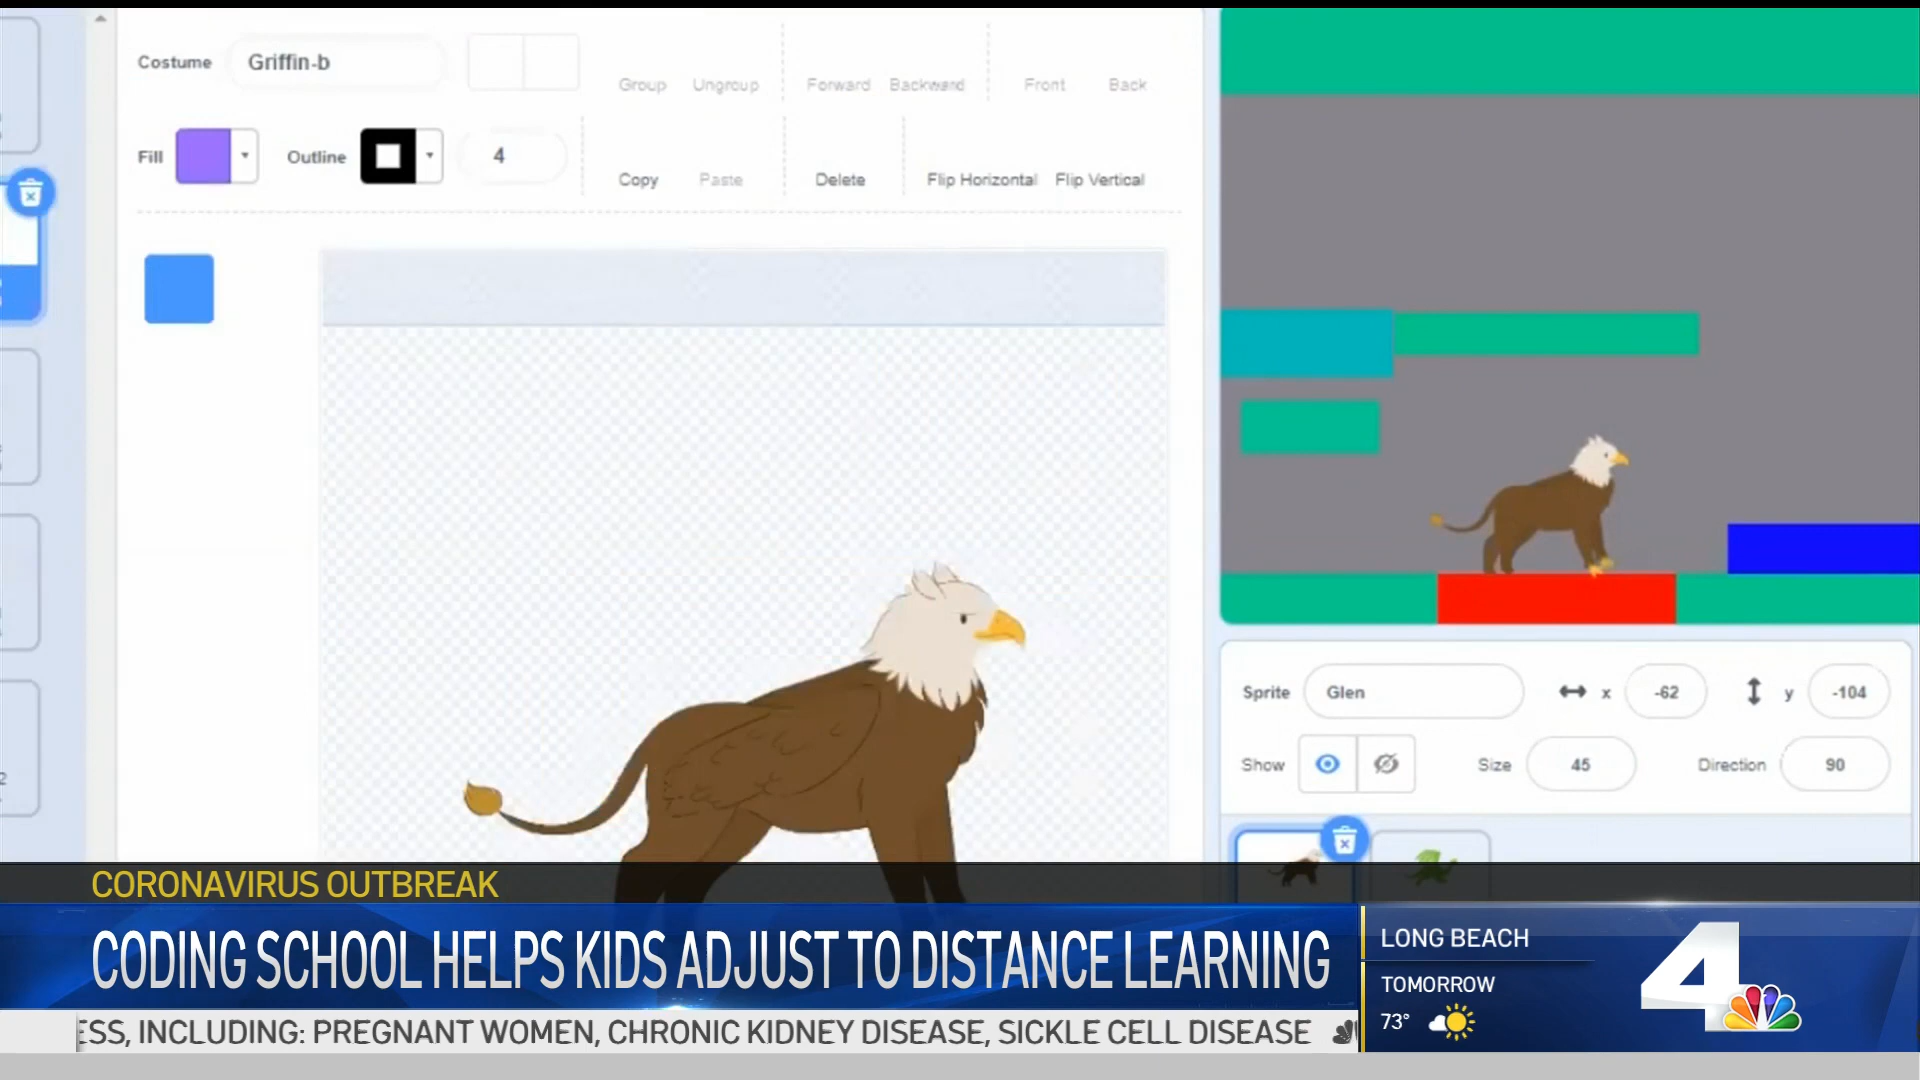 Costume Griffin-b
Group Ungroup Forward Backward Front Back
Fill Outline 4
Copy Paste Delete Flip Horizontal Flip Vertical
Sprite Glen x -62 y -104
Show Size 45 Direction 90
2
CORONAVIRUS OUTBREAK
CODING SCHOOL HELPS KIDS ADJUST TO DISTANCE LEARNING
LONG BEACH
TOMORROW
73°
4
ESS, INCLUDING: PREGNANT WOMEN, CHRONIC KIDNEY DISEASE, SICKLE CELL DISEASE